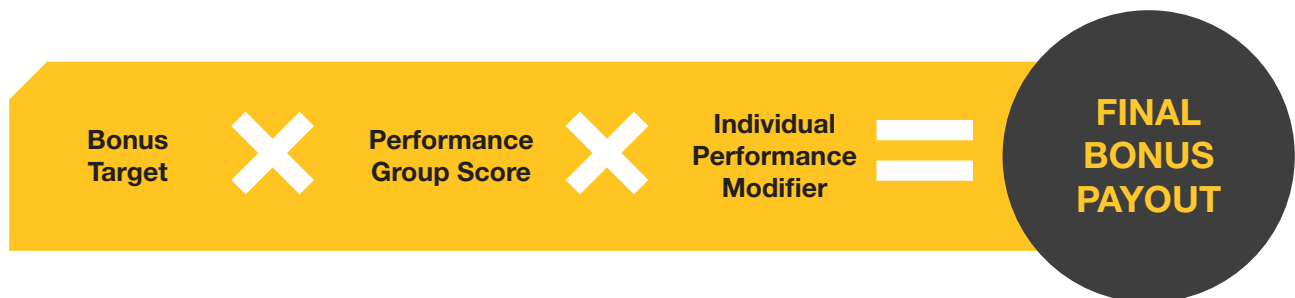 Bonus
Target
Performance
Group Score
Individual
Performance
Modifier
FINAL
BONUS
PAYOUT